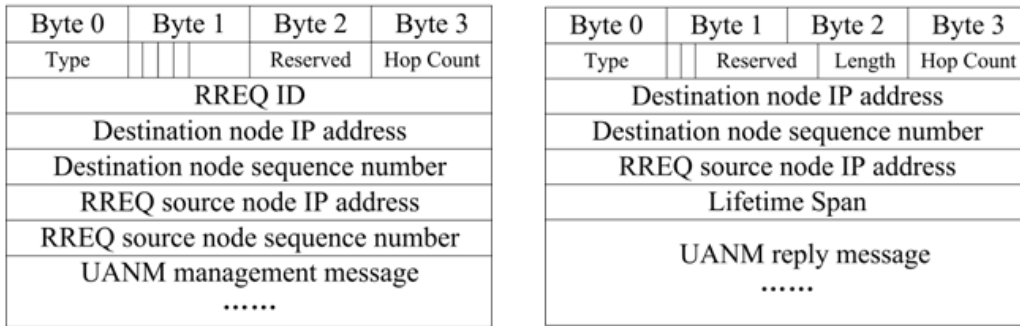 Byte 0 Byte 1 Byte 2 Byte 3
Type Reserved Hop Count
RREQ ID
Destination node IP address
Destination node sequence number
RREQ source node IP address
RREQ source node sequence number
UANM management message
……
Byte 0 Byte 1 Byte 2 Byte 3
Type Reserved Length Hop Count
Destination node IP address
Destination node sequence number
RREQ source node IP address
Lifetime Span
UANM reply message
……